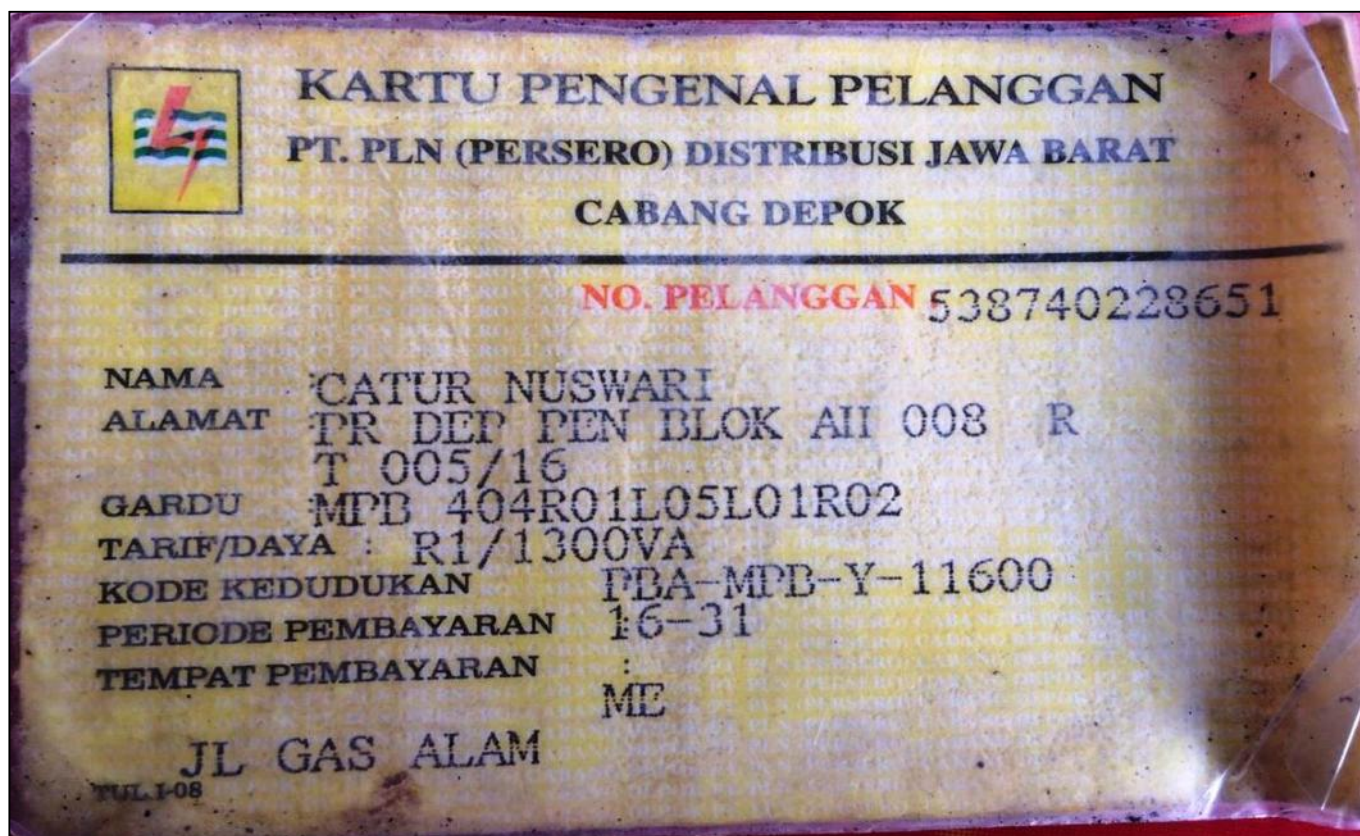 KARTU PENGENAL PELANGGAN
PT. PLN (PERSERO) DISTRIBUSI JAWA BARAT
CABANG DEPOK
NO. PELANGGAN : 538740228651
NAMA :CATUR NUSWARI
ALAMAT :PR DEP PEN BLOK AII 008 R
T 005/16
GARDU :MPB 404R01L05L01R02
TARIF/DAYA : R1/1300VA
KODE KEDUDUKAN PBA-MPB-Y-11600
PERIODE PEMBAYARAN :16-31
TEMPAT PEMBAYARAN :
ME
JL GAS ALAM
TUL.I-08